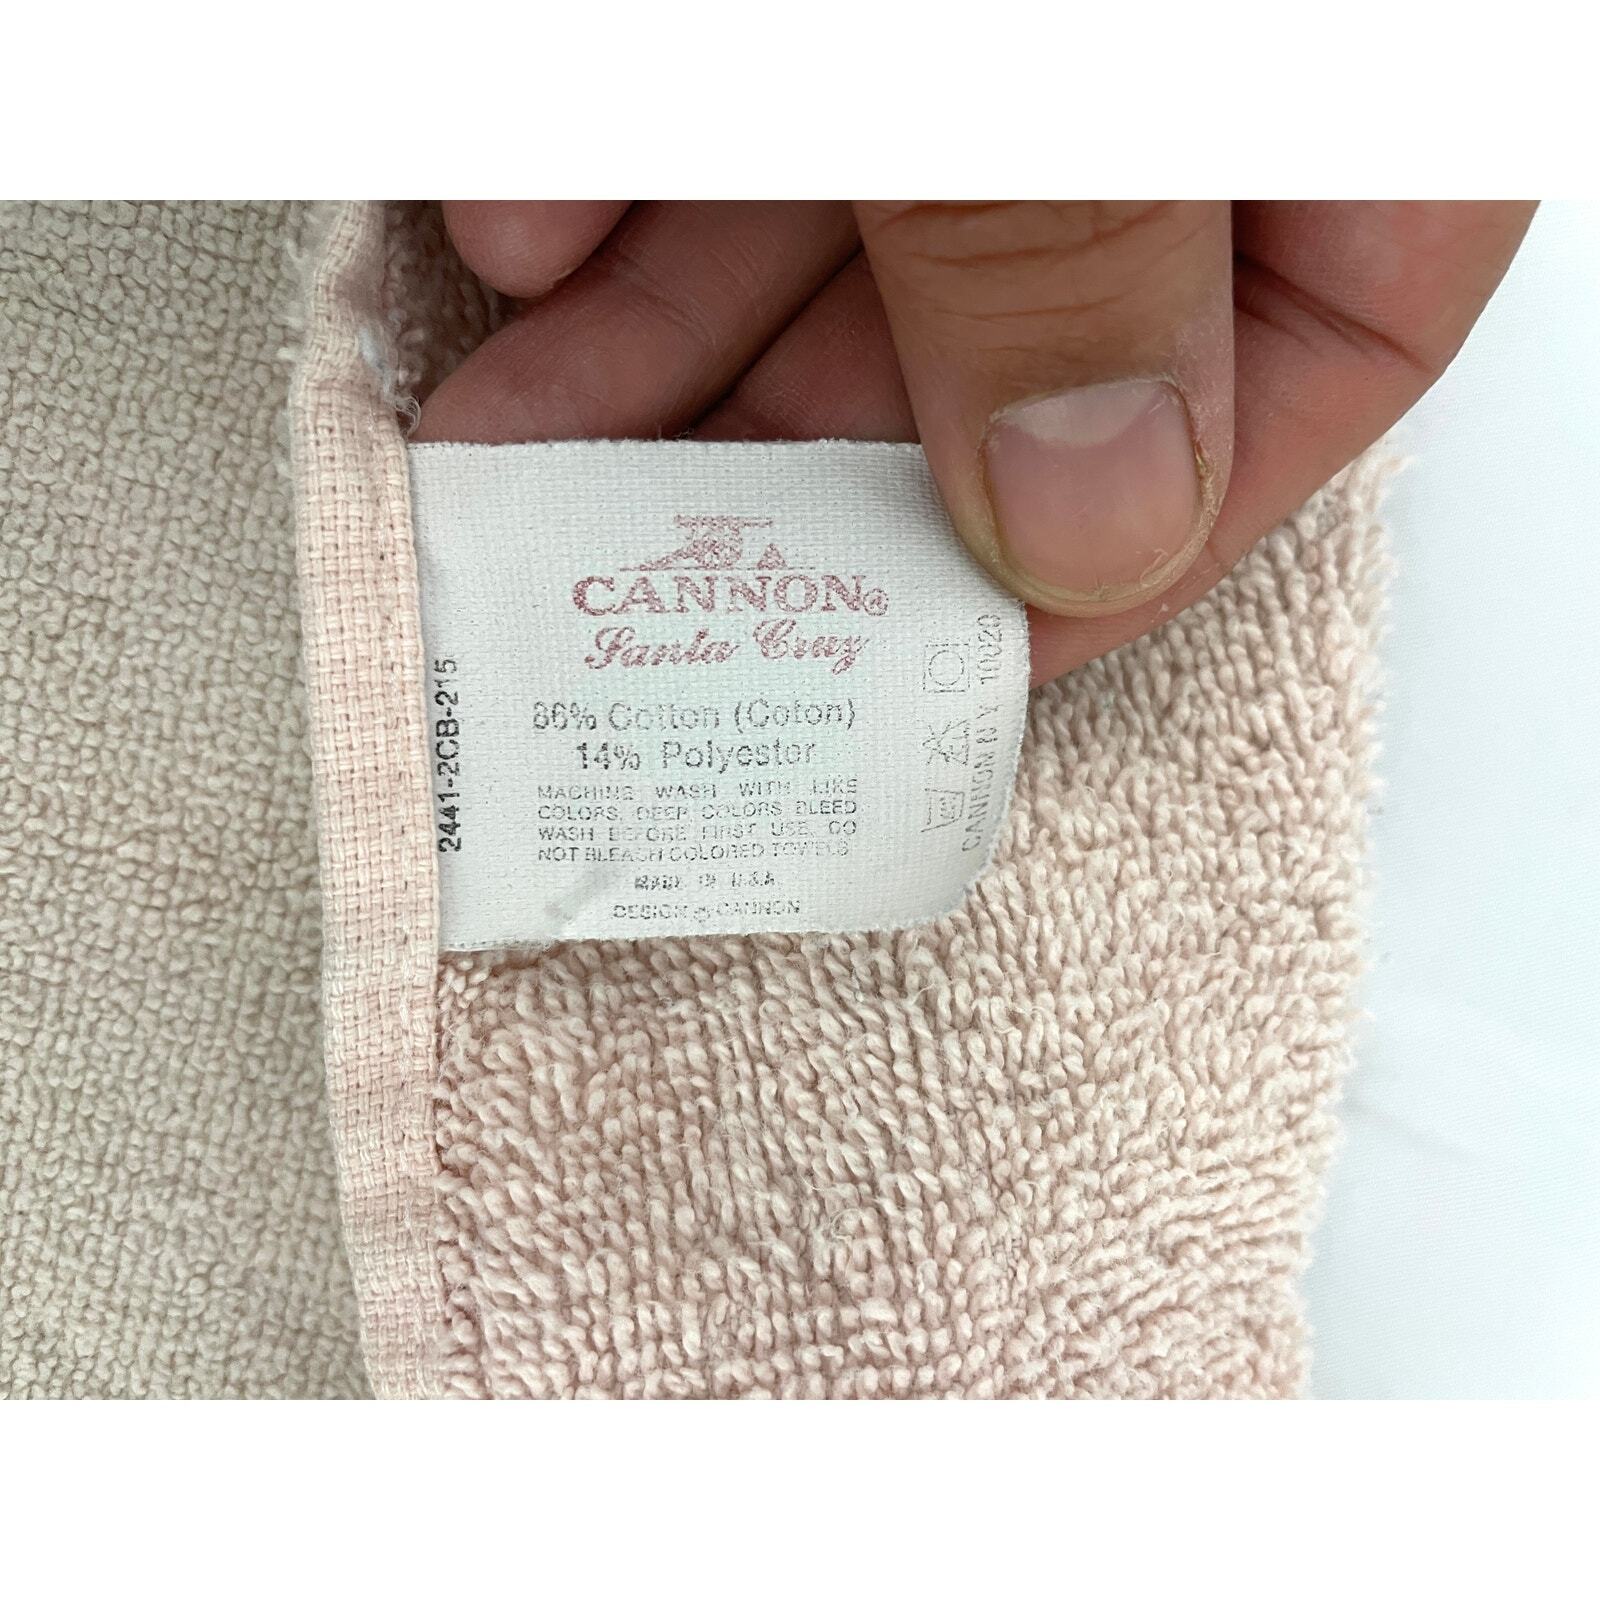 CANNON®
Santa Cruz
86% Cotton (Coton)
14% Polyester
MACHINE WASH WITH LIKE
COLORS. DEEP COLORS BLEED
WASH BEFORE FIRST USE. DO
NOT BLEACH COLORED TOWELS
MADE IN U.S.A.
DESIGN © CANNON
2441-2CB-215
CANNON N Y 10020